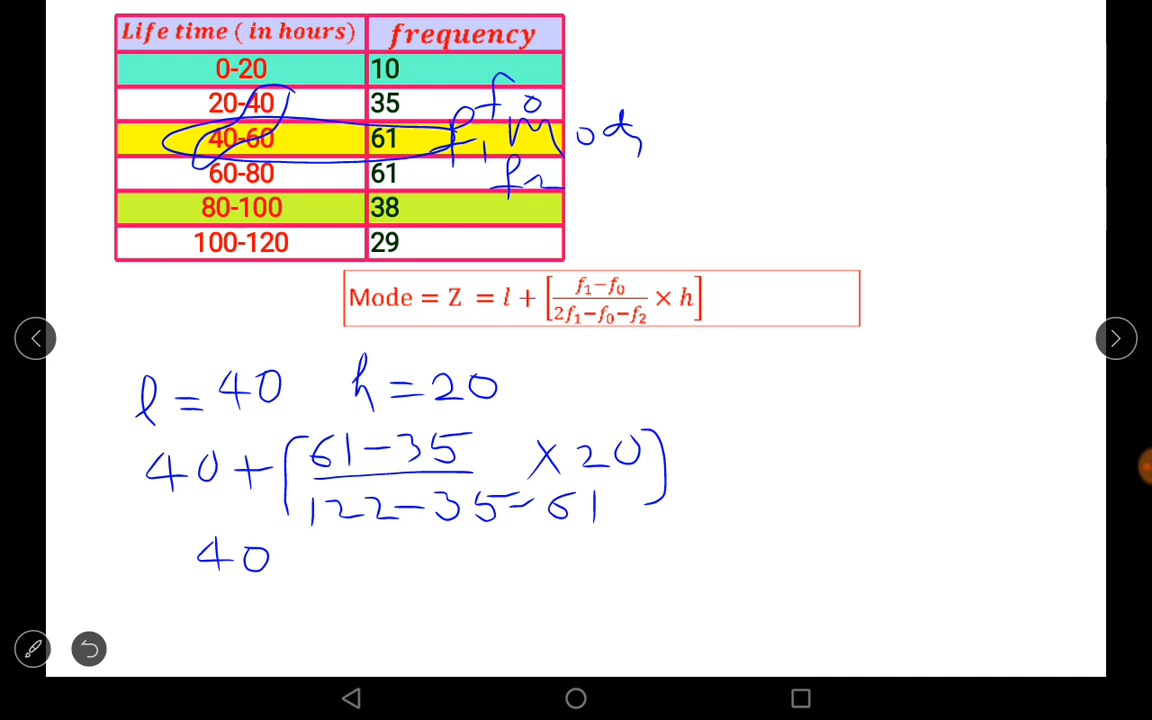 Life time ( in hours) frequency
0-20 10
20-40 35
fo
40-60 61
f1 Mode
60-80 61
f2
80-100 38
100-120 29
Mode = Z = l + [ f₁−f₀ / 2f₁−f₀−f₂ × h ]
l = 40 h = 20
40 + [ 61 − 35 / 122 − 35 − 61 × 20 ]
40